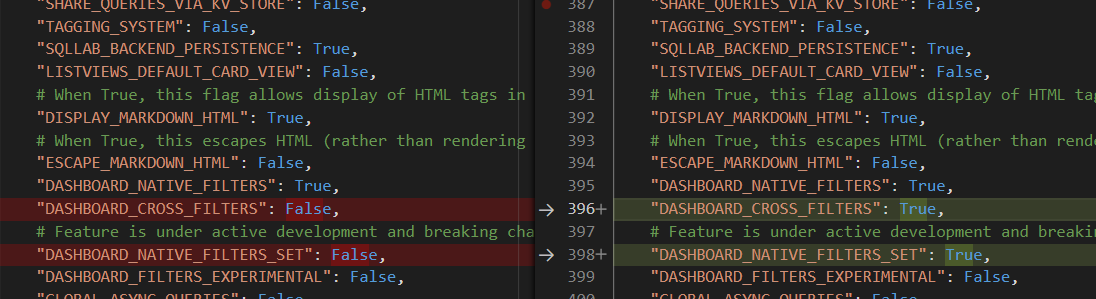 "SHARE_QUERIES_VIA_KV_STORE": False,
"TAGGING_SYSTEM": False,
"SQLLAB_BACKEND_PERSISTENCE": True,
"LISTVIEWS_DEFAULT_CARD_VIEW": False,
# When True, this flag allows display of HTML tags in
"DISPLAY_MARKDOWN_HTML": True,
# When True, this escapes HTML (rather than rendering
"ESCAPE_MARKDOWN_HTML": False,
"DASHBOARD_NATIVE_FILTERS": True,
"DASHBOARD_CROSS_FILTERS": False,
# Feature is under active development and breaking cha
"DASHBOARD_NATIVE_FILTERS_SET": False,
"DASHBOARD_FILTERS_EXPERIMENTAL": False,
"GLOBAL_ASYNC_QUERIES": False,
387 "SHARE_QUERIES_VIA_KV_STORE": False,
388 "TAGGING_SYSTEM": False,
389 "SQLLAB_BACKEND_PERSISTENCE": True,
390 "LISTVIEWS_DEFAULT_CARD_VIEW": False,
391 # When True, this flag allows display of HTML tag
392 "DISPLAY_MARKDOWN_HTML": True,
393 # When True, this escapes HTML (rather than rende
394 "ESCAPE_MARKDOWN_HTML": False,
395 "DASHBOARD_NATIVE_FILTERS": True,
→ 396+ "DASHBOARD_CROSS_FILTERS": True,
397 # Feature is under active development and breakin
→ 398+ "DASHBOARD_NATIVE_FILTERS_SET": True,
399 "DASHBOARD_FILTERS_EXPERIMENTAL": False,
400 "GLOBAL_ASYNC_QUERIES": False,